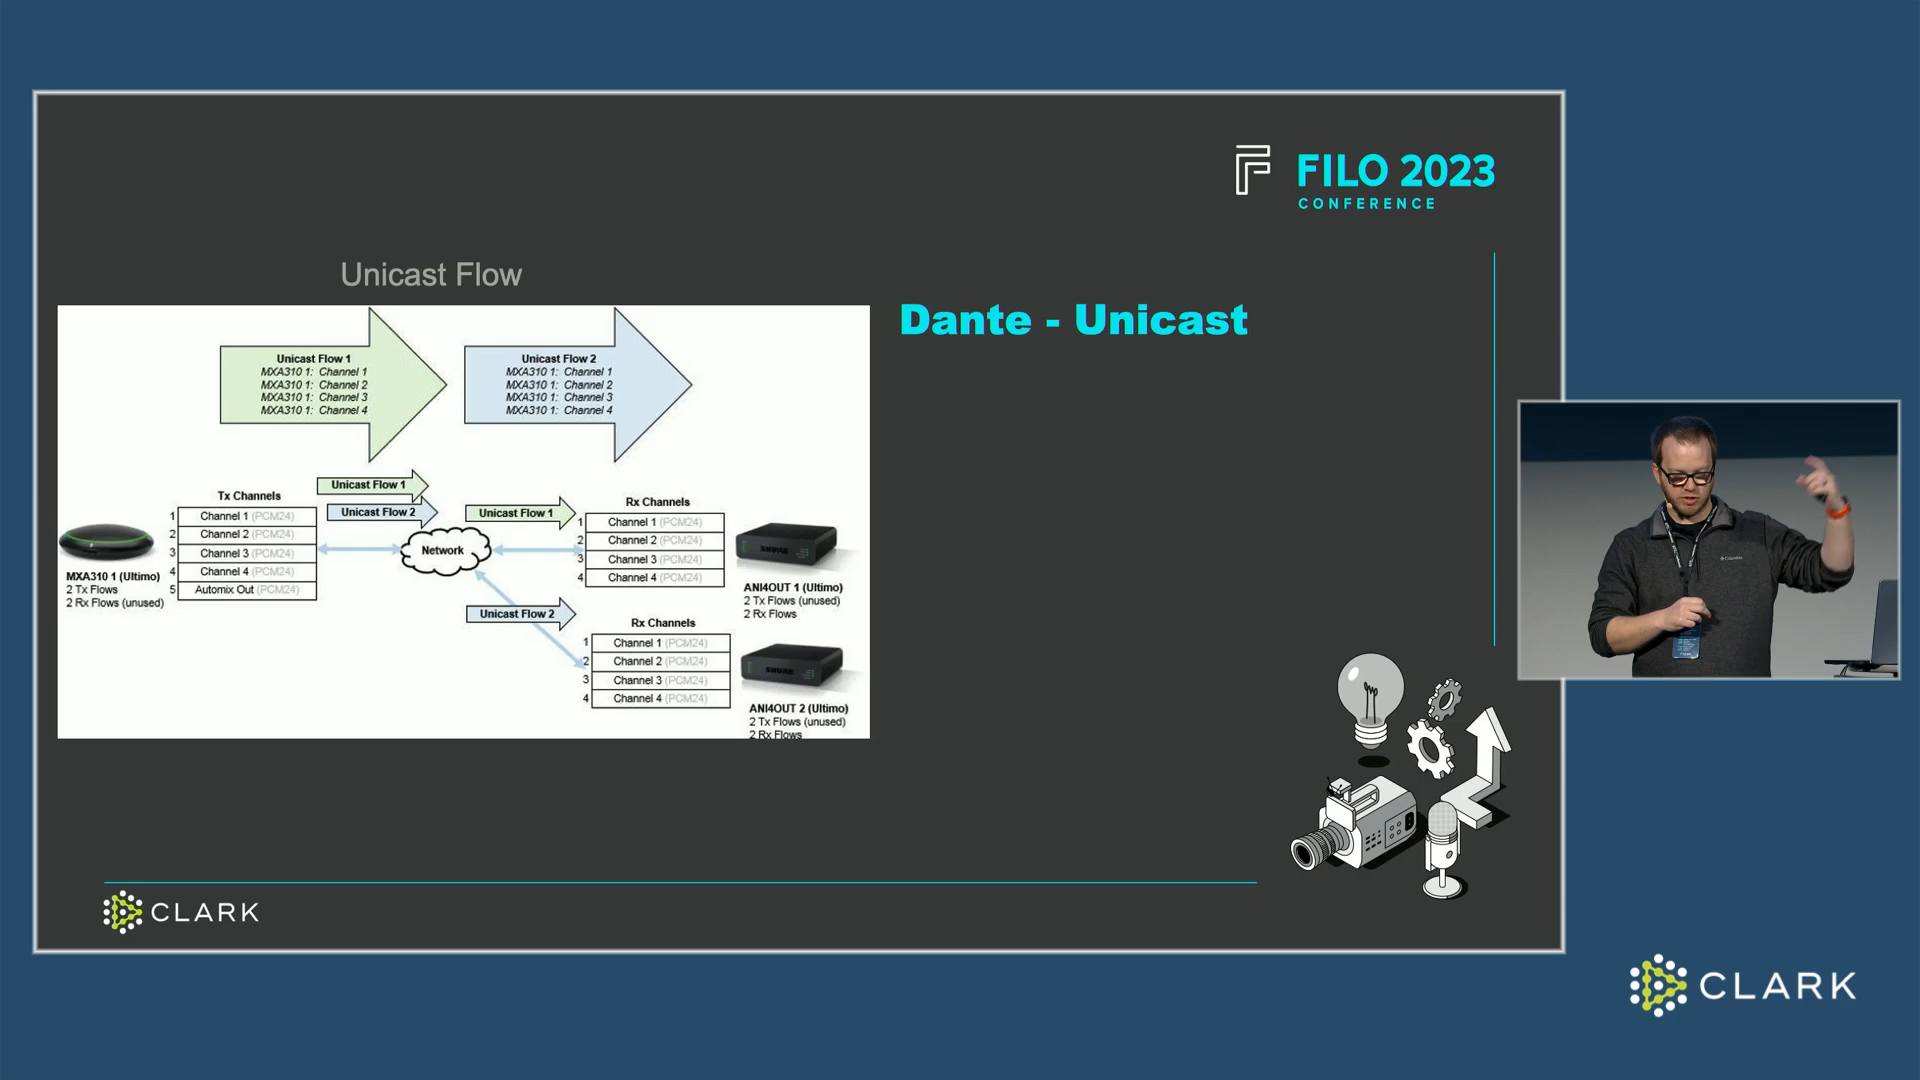 F FILO 2023
CONFERENCE
Unicast Flow
Dante - Unicast
Unicast Flow 1
MXA310 1: Channel 1
MXA310 1: Channel 2
MXA310 1: Channel 3
MXA310 1: Channel 4
Unicast Flow 2
MXA310 1: Channel 1
MXA310 1: Channel 2
MXA310 1: Channel 3
MXA310 1: Channel 4
Unicast Flow 1
Unicast Flow 2
Tx Channels
1 Channel 1 (PCM24)
2 Channel 2 (PCM24)
3 Channel 3 (PCM24)
4 Channel 4 (PCM24)
5 Automix Out (PCM24)
MXA310 1 (Ultimo)
2 Tx Flows
2 Rx Flows (unused)
Network
Unicast Flow 1
Rx Channels
1 Channel 1 (PCM24)
2 Channel 2 (PCM24)
3 Channel 3 (PCM24)
4 Channel 4 (PCM24)
SHURE
ANI4OUT 1 (Ultimo)
2 Tx Flows (unused)
2 Rx Flows
Unicast Flow 2
Rx Channels
1 Channel 1 (PCM24)
2 Channel 2 (PCM24)
3 Channel 3 (PCM24)
4 Channel 4 (PCM24)
SHURE
ANI4OUT 2 (Ultimo)
2 Tx Flows (unused)
2 Rx Flows
CLARK
Columbia
CLARK